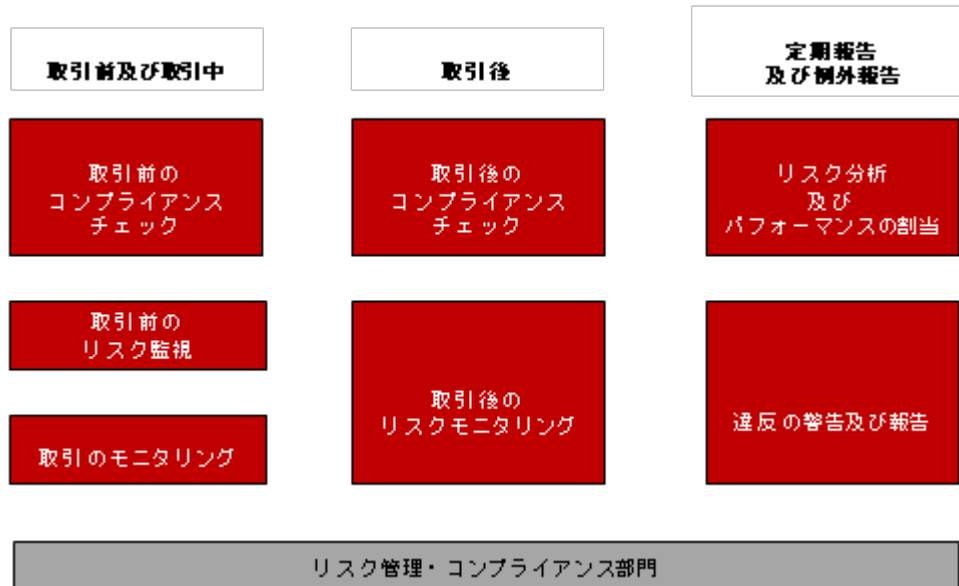 取引前及び取引中
取引後
定期報告
及び例外報告
取引前の
コンプライアンス
チェック
取引後の
コンプライアンス
チェック
リスク分析
及び
パフォーマンスの割当
取引前の
リスク監視
取引のモニタリング
取引後の
リスクモニタリング
違反の警告及び報告
リスク管理・コンプライアンス部門